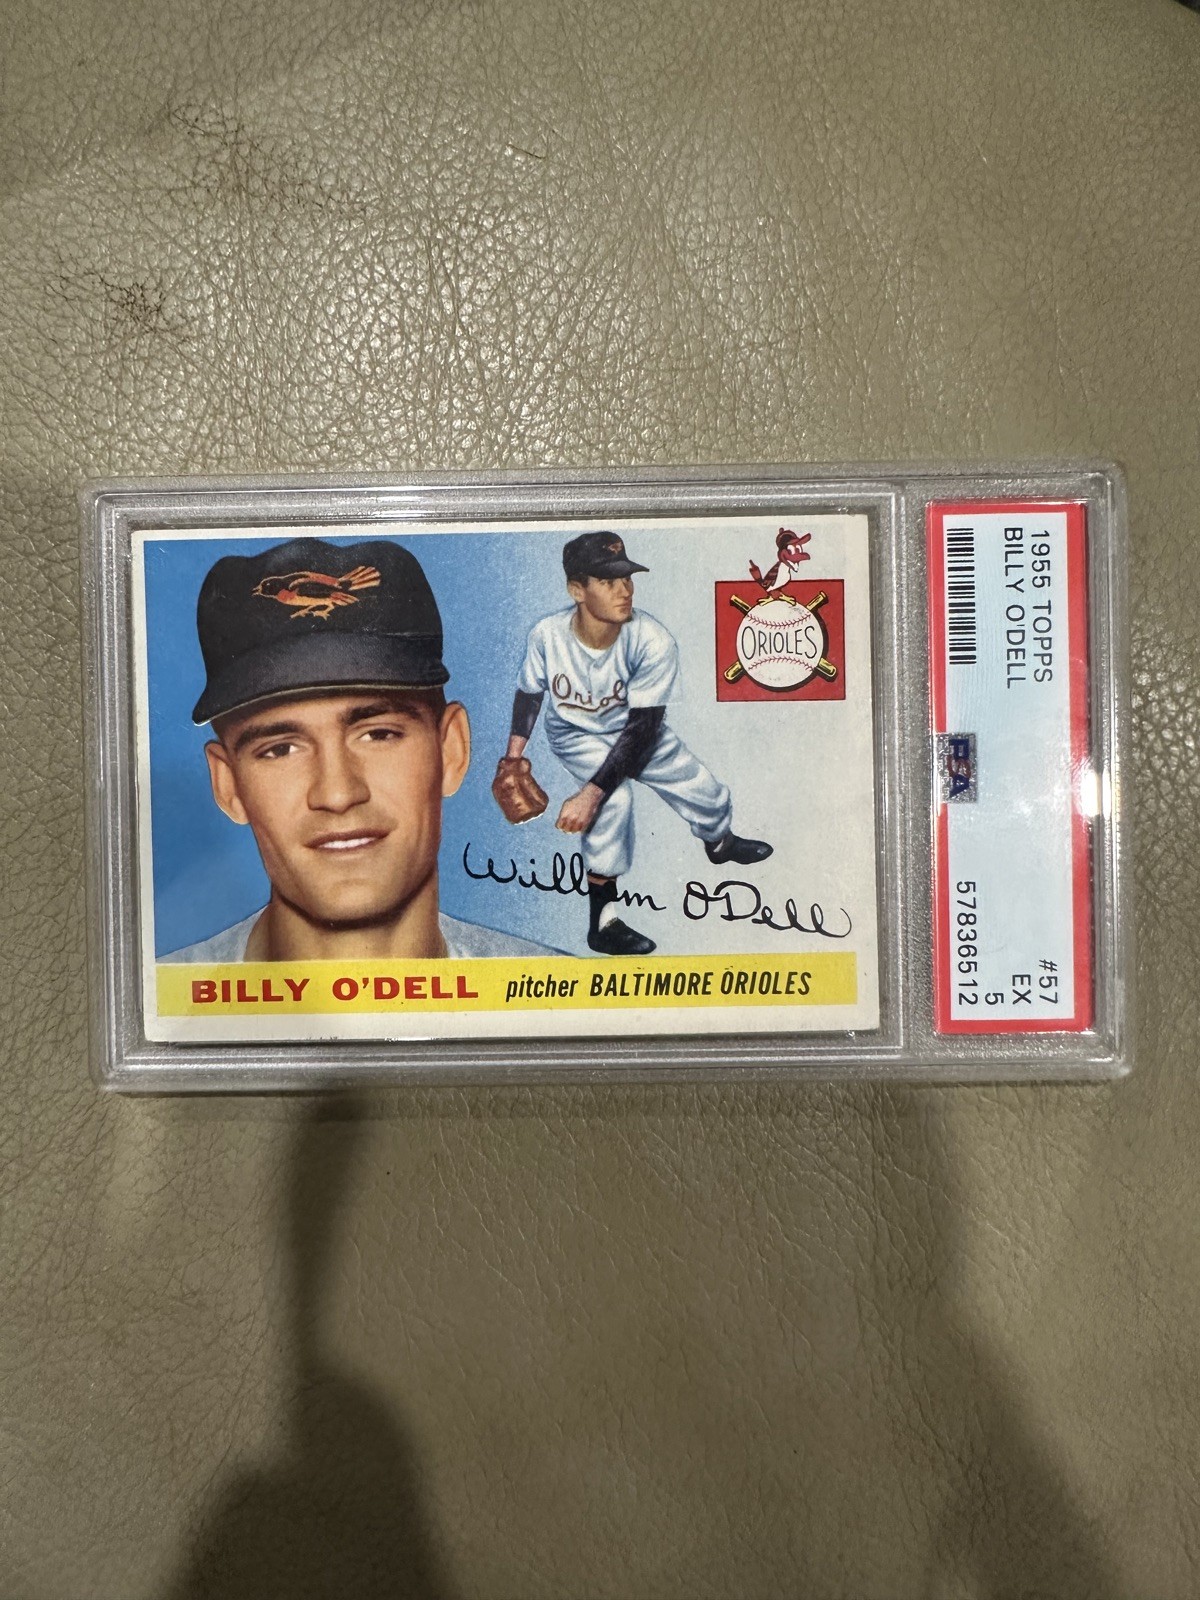 Oriol
ORIOLES
William O'Dell
BILLY O'DELL pitcher BALTIMORE ORIOLES
1955 TOPPS #57
BILLY O'DELL EX
5
PSA
57836512